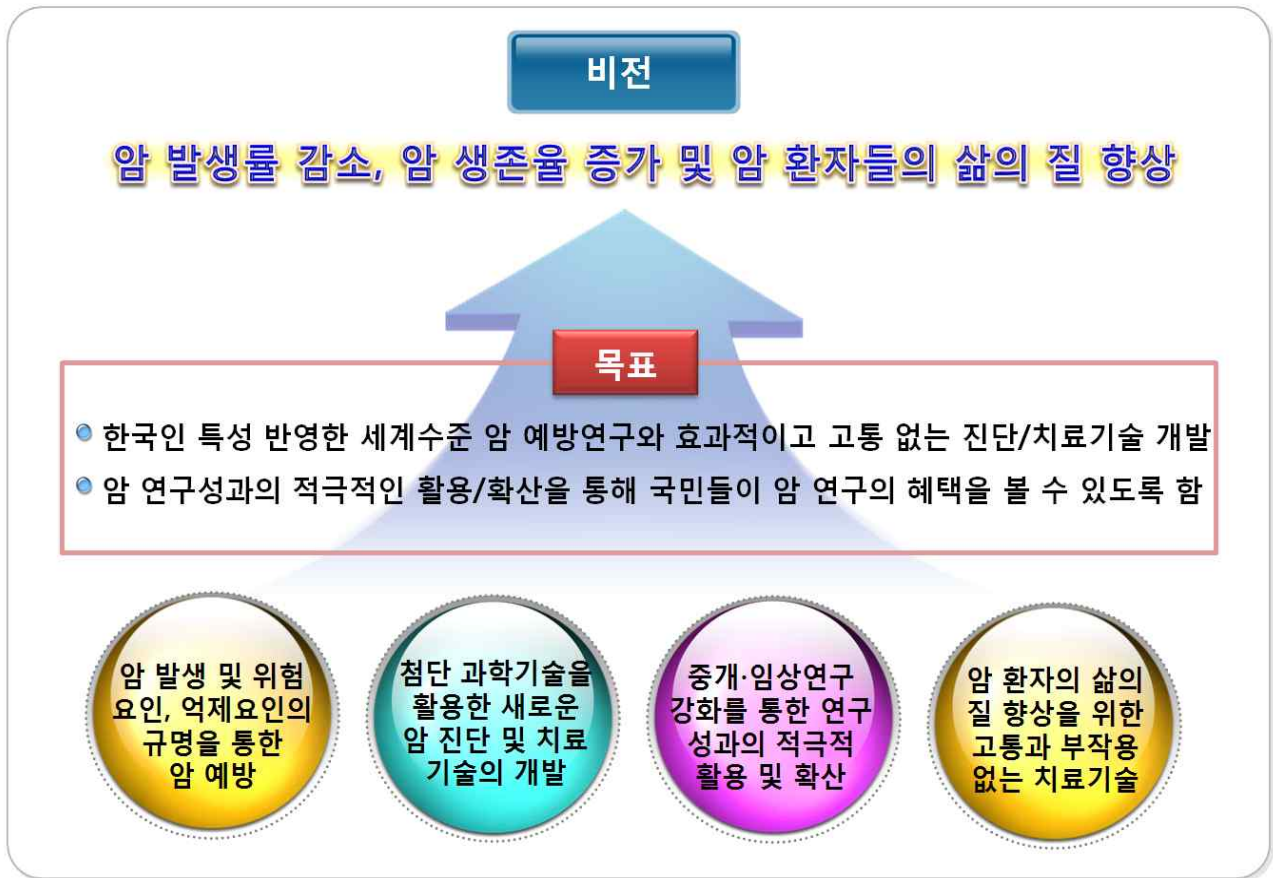 비전
암 발생률 감소, 암 생존율 증가 및 암 환자들의 삶의 질 향상
목표
한국인 특성 반영한 세계수준 암 예방연구와 효과적이고 고통 없는 진단/치료기술 개발
암 연구성과의 적극적인 활용/확산을 통해 국민들이 암 연구의 혜택을 볼 수 있도록 함
암 발생 및 위험
요인, 억제요인의
규명을 통한
암 예방
첨단 과학기술을
활용한 새로운
암 진단 및 치료
기술의 개발
중개·임상연구
강화를 통한 연구
성과의 적극적
활용 및 확산
암 환자의 삶의
질 향상을 위한
고통과 부작용
없는 치료기술